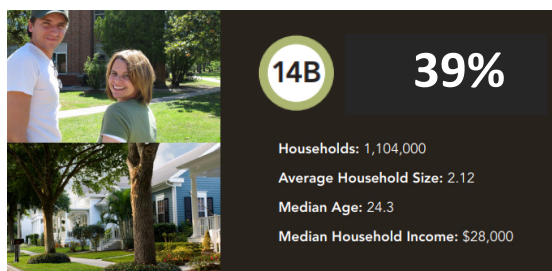 14B
39%
Households: 1,104,000
Average Household Size: 2.12
Median Age: 24.3
Median Household Income: $28,000